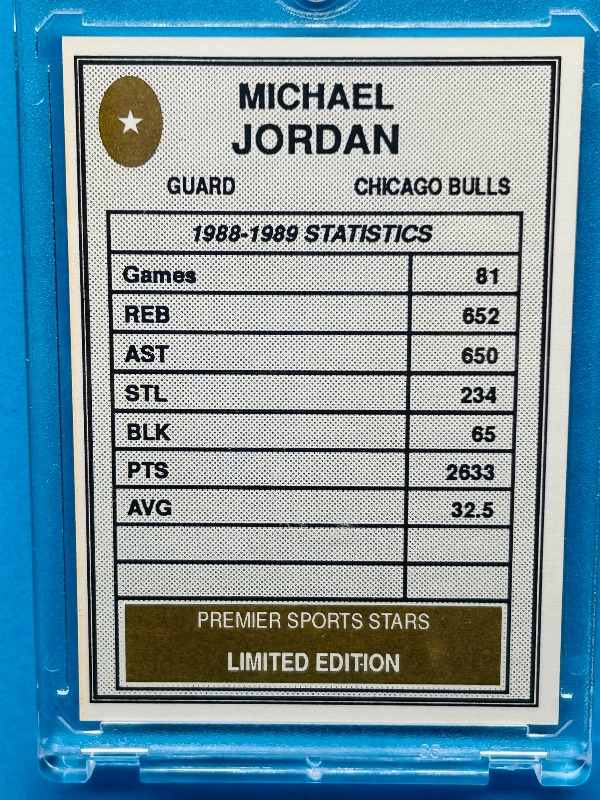 MICHAEL
JORDAN
GUARD CHICAGO BULLS
1988-1989 STATISTICS
Games 81
REB 652
AST 650
STL 234
BLK 65
PTS 2633
AVG 32.5
PREMIER SPORTS STARS
LIMITED EDITION
35